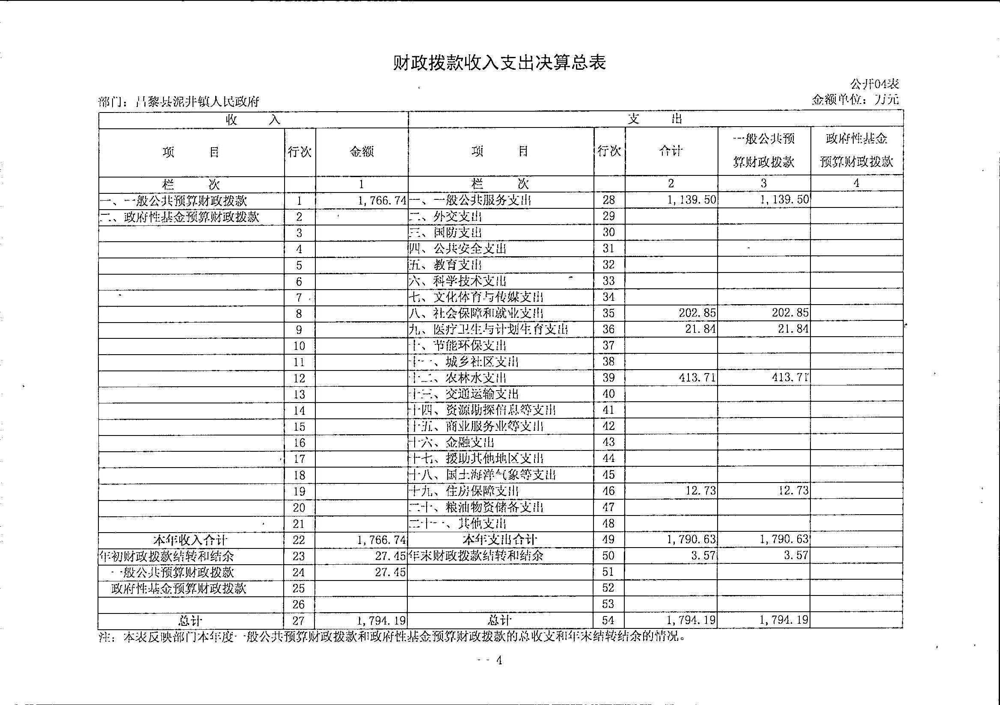 财政拨款收入支出决算总表
公开04表
部门：昌黎县泥井镇人民政府 金额单位：万元
收 入 支 出
项 目 行次 金额 项 目 行次 合计 一般公共预算财政拨款 政府性基金预算财政拨款
栏 次 1 栏 次 2 3 4
一、一般公共预算财政拨款 1 1,766.74 一、一般公共服务支出 28 1,139.50 1,139.50
二、政府性基金预算财政拨款 2 二、外交支出 29
3 三、国防支出 30
4 四、公共安全支出 31
5 五、教育支出 32
6 六、科学技术支出 33
7 七、文化体育与传媒支出 34
8 八、社会保障和就业支出 35 202.85 202.85
9 九、医疗卫生与计划生育支出 36 21.84 21.84
10 十、节能环保支出 37
11 十一、城乡社区支出 38
12 十二、农林水支出 39 413.71 413.71
13 十三、交通运输支出 40
14 十四、资源勘探信息等支出 41
15 十五、商业服务业等支出 42
16 十六、金融支出 43
17 十七、援助其他地区支出 44
18 十八、国土海洋气象等支出 45
19 十九、住房保障支出 46 12.73 12.73
20 二十、粮油物资储备支出 47
21 二十一、其他支出 48
本年收入合计 22 1,766.74 本年支出合计 49 1,790.63 1,790.63
年初财政拨款结转和结余 23 27.45 年末财政拨款结转和结余 50 3.57 3.57
一般公共预算财政拨款 24 27.45 51
政府性基金预算财政拨款 25 52
26 53
总计 27 1,794.19 总计 54 1,794.19 1,794.19
注：本表反映部门本年度一般公共预算财政拨款和政府性基金预算财政拨款的总收支和年末结转结余的情况。
-- 4